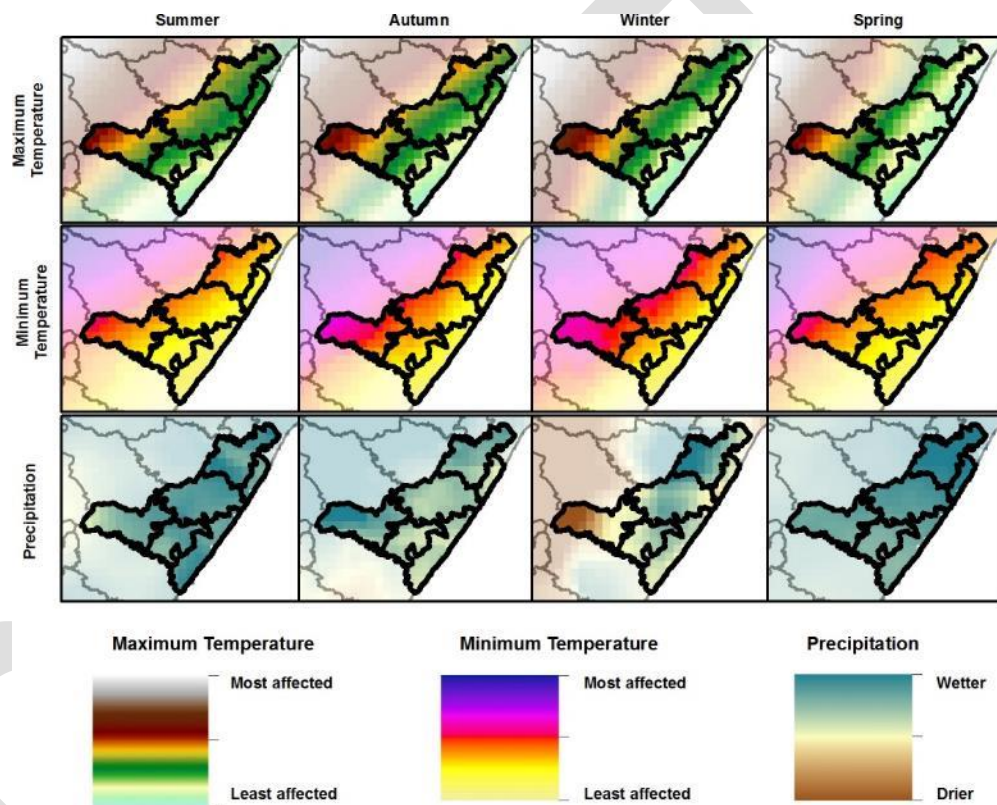 Summer Autumn Winter Spring
Maximum
Temperature
Minimum
Temperature
Precipitation
Maximum Temperature
Most affected
Least affected
Minimum Temperature
Most affected
Least affected
Precipitation
Wetter
Drier